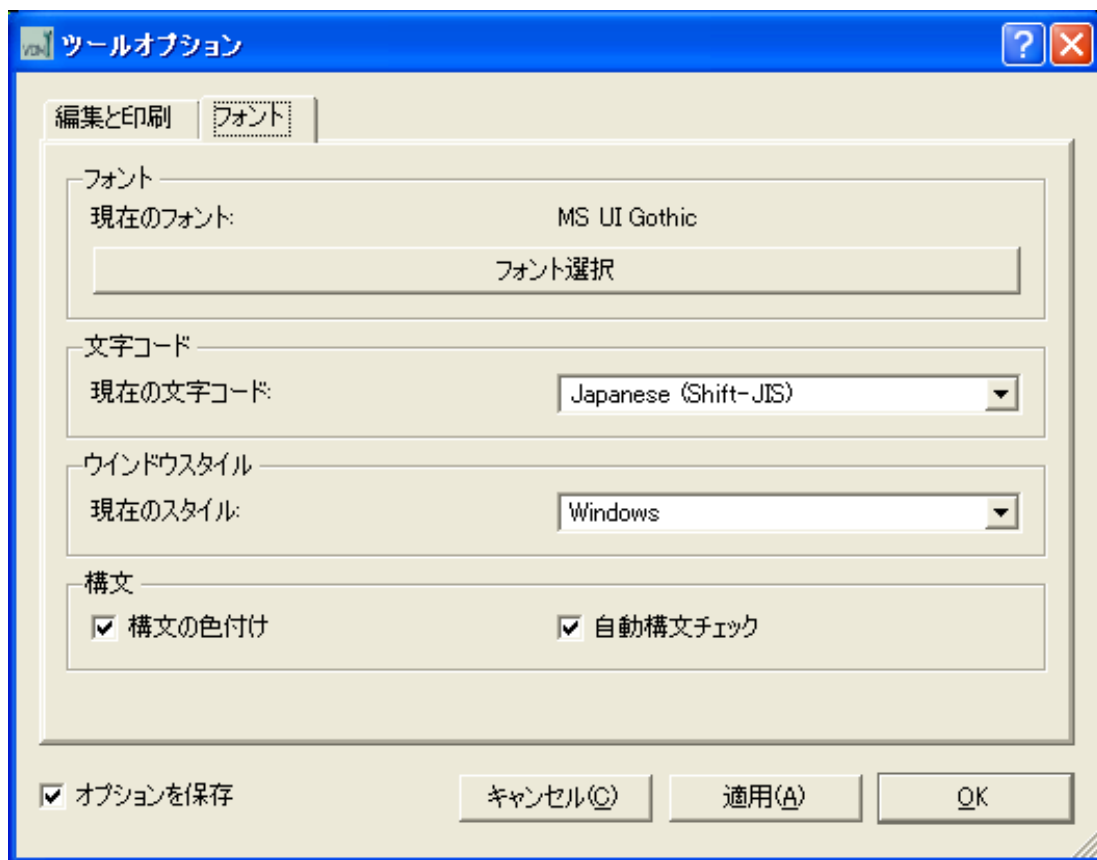 ツールオプション
編集と印刷 フォント
フォント
現在のフォント: MS UI Gothic
フォント選択
文字コード
現在の文字コード: Japanese (Shift-JIS)
ウインドウスタイル
現在のスタイル: Windows
構文
構文の色付け 自動構文チェック
オプションを保存 キャンセル(C) 適用(A) OK